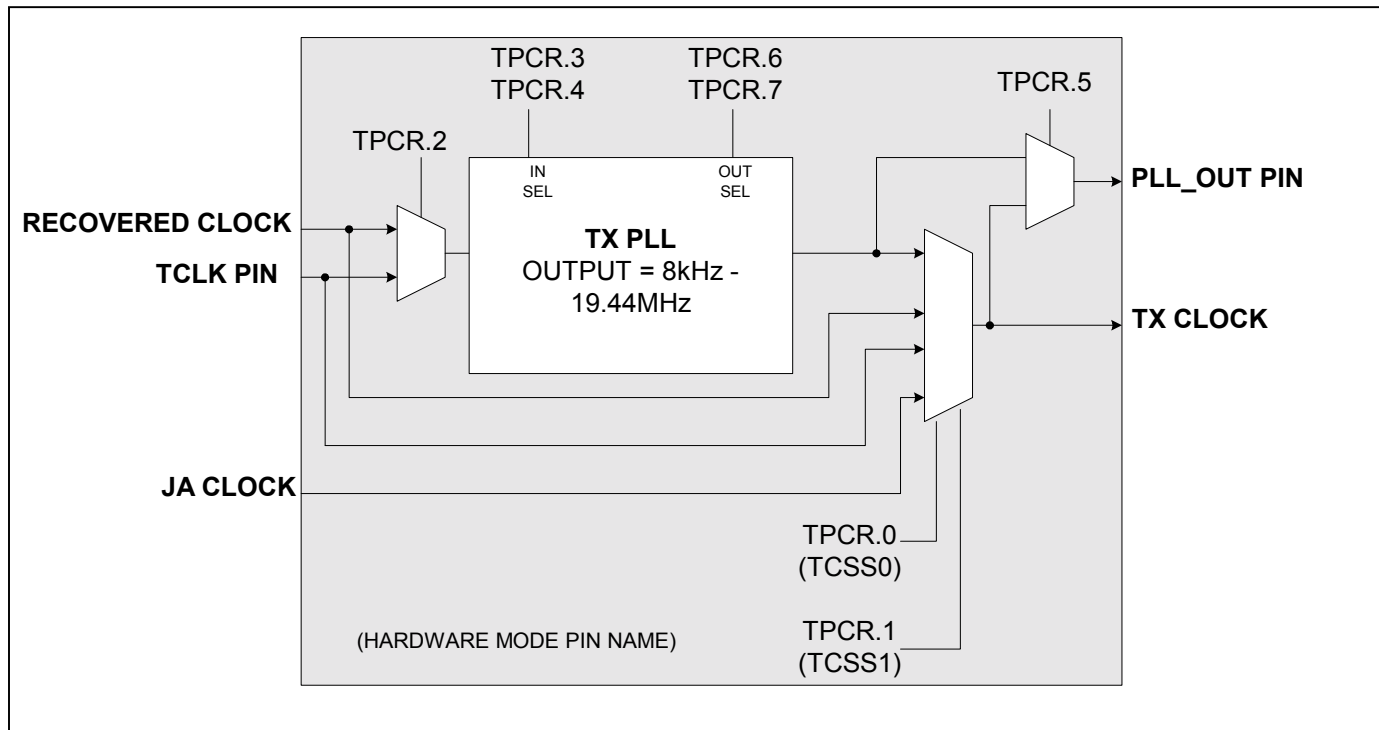 TPCR.3
TPCR.4
TPCR.6
TPCR.7
TPCR.5
TPCR.2
IN
SEL
OUT
SEL
PLL_OUT PIN
RECOVERED CLOCK
TX PLL
OUTPUT = 8kHz -
19.44MHz
TCLK PIN
TX CLOCK
JA CLOCK
TPCR.0
(TCSS0)
TPCR.1
(TCSS1)
(HARDWARE MODE PIN NAME)